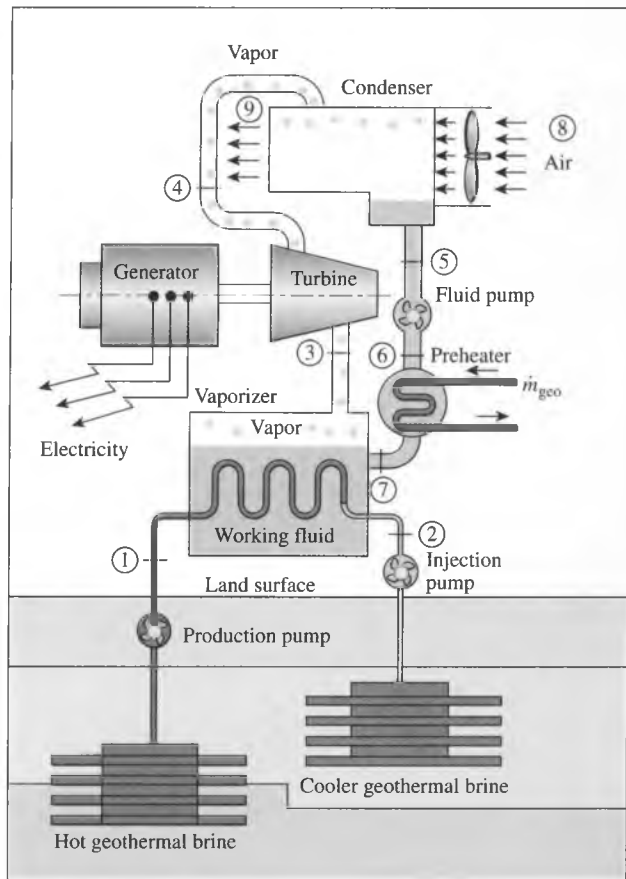 Vapor
Condenser
⑨
⑧
Air
④
⑤
Generator
Turbine
Fluid pump
③
⑥
Preheater
ṁgeo
Vaporizer
Electricity
Vapor
⑦
Working fluid
②
①
Injection
pump
Land surface
Production pump
Cooler geothermal brine
Hot geothermal brine